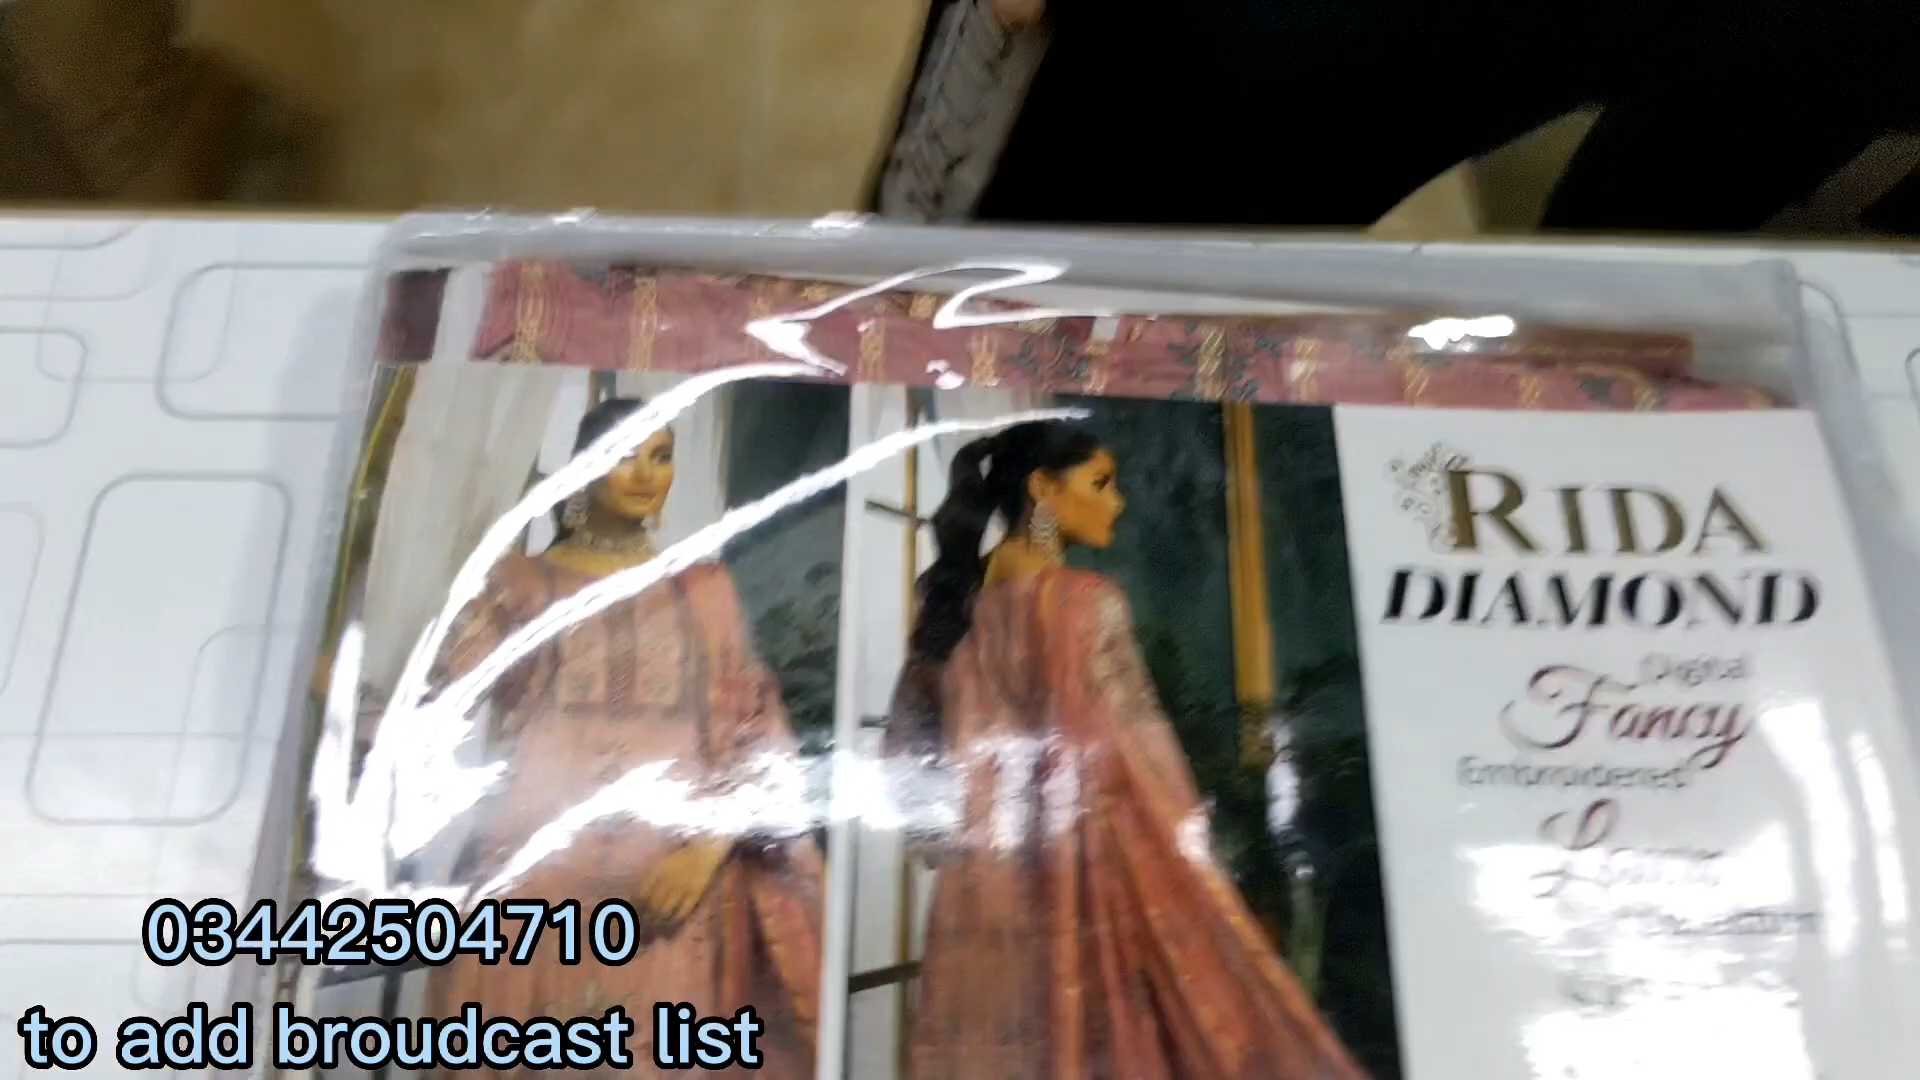 RIDA
DIAMOND
Digital
Fancy
Embroidered
03442504710
to add broudcast list